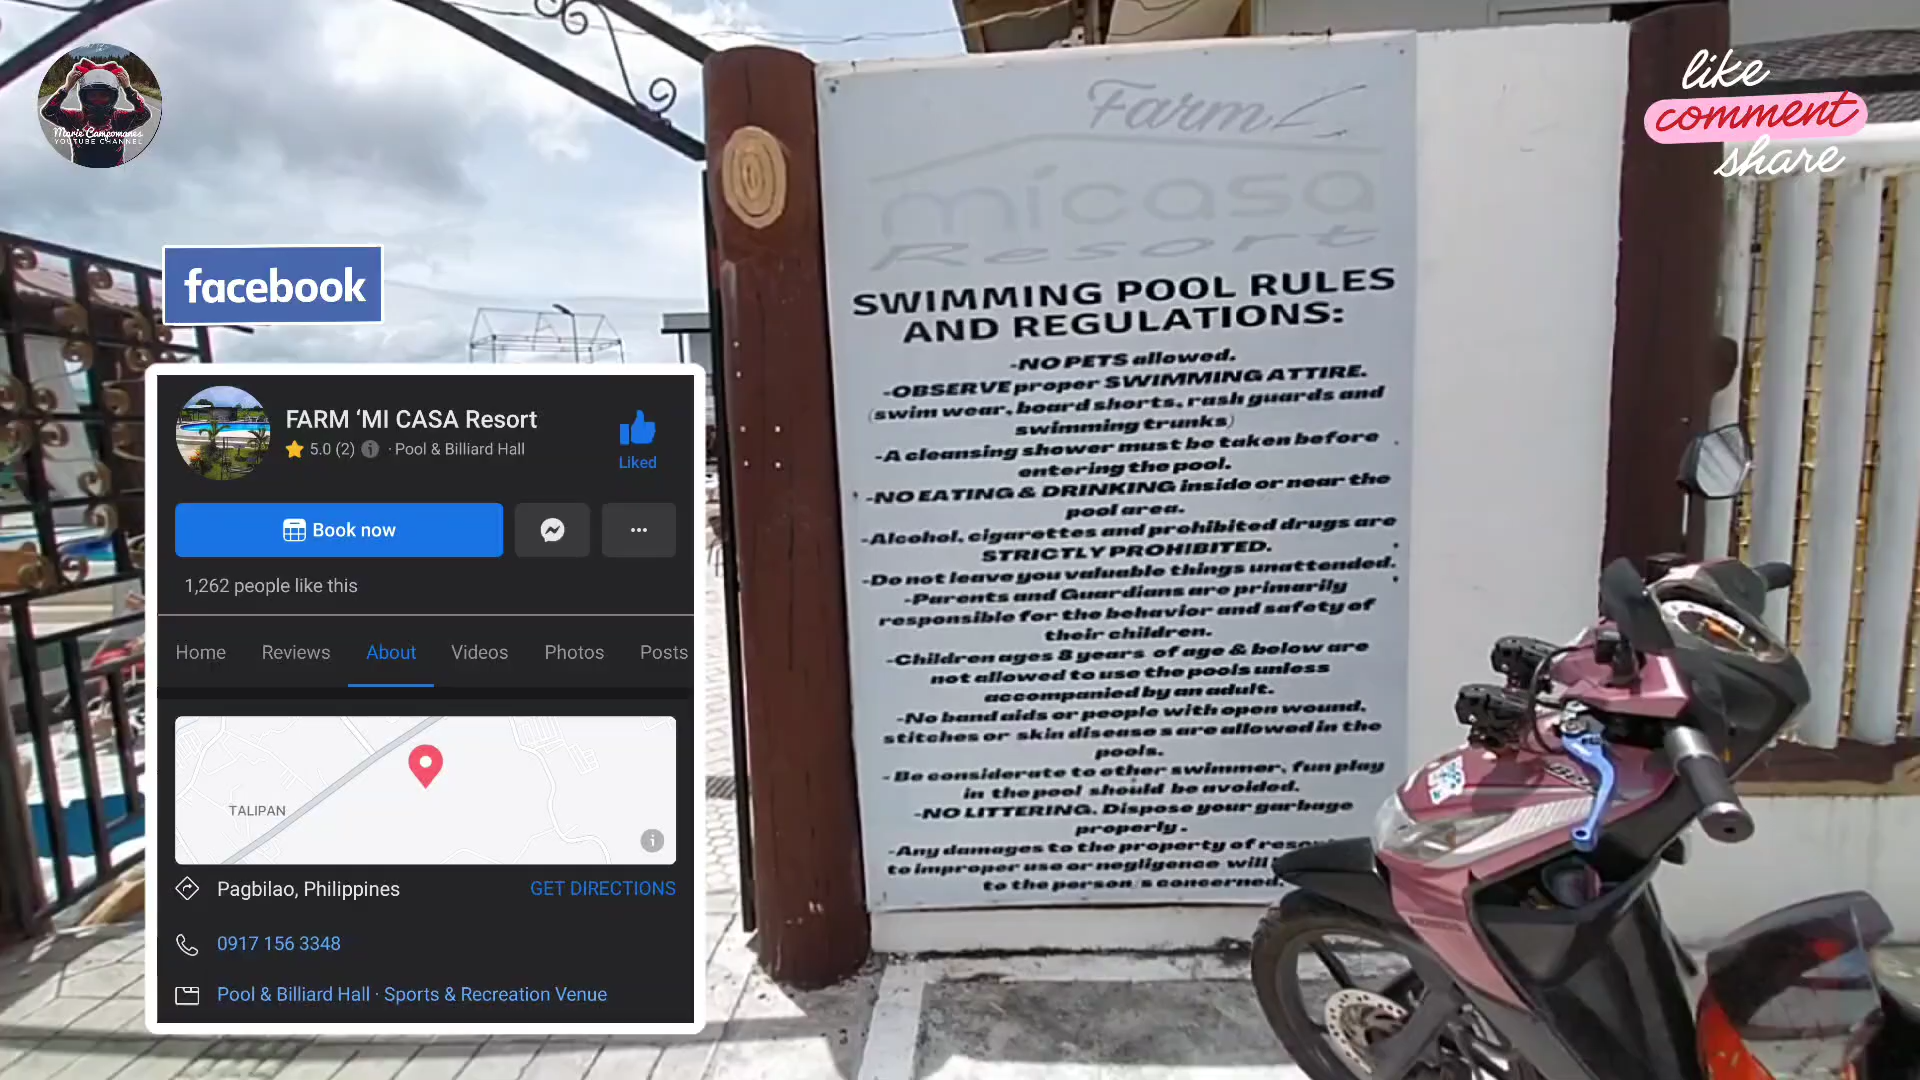 Marie Campomanes
YOUTUBE CHANNEL
like
comment
share
facebook
FARM ‘MI CASA Resort
5.0 (2) · Pool & Billiard Hall
Liked
Book now
1,262 people like this
Home Reviews About Videos Photos Posts
TALIPAN
Pagbilao, Philippines GET DIRECTIONS
0917 156 3348
Pool & Billiard Hall · Sports & Recreation Venue
Farm
micasa
Resort
SWIMMING POOL RULES
AND REGULATIONS:
-NO PETS allowed.
-OBSERVE proper SWIMMING ATTIRE.
(swim wear, board shorts, rash guards and
swimming trunks)
-A cleansing shower must be taken before
entering the pool.
-NO EATING & DRINKING inside or near the
pool area.
-Alcohol, cigarettes and prohibited drugs are
STRICTLY PROHIBITED.
-Do not leave you valuable things unattended.
-Parents and Guardians are primarily
responsible for the behavior and safety of
their children.
-Children ages 8 years of age & below are
not allowed to use the pools unless
accompanied by an adult.
-No band aids or people with open wound,
stitches or skin diseases are allowed in the
pools.
-Be considerate to other swimmer, fun play
in the pool should be avoided.
-NO LITTERING. Dispose your garbage
properly.
-Any damages to the property of
to improper use or negligence will
to the person's concerned.